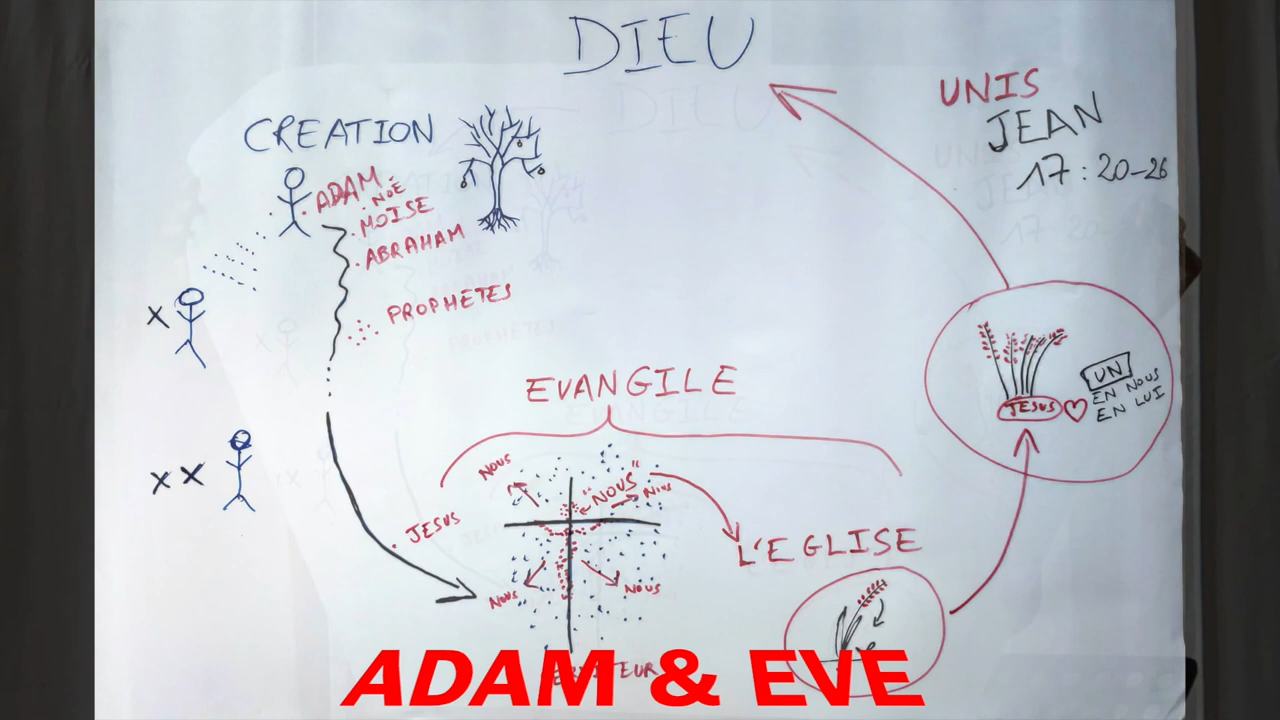 DIEU
UNIS
JEAN
17 : 20-26
CREATION
ADAM
NOÉ
MOISE
ABRAHAM
PROPHETES
X
X X
EVANGILE
NOUS
"NOUS"
NOUS
JESUS
NOUS
NOUS
L'EGLISE
JESUS
UN
EN NOUS
EN LUI
ADAM & EVE